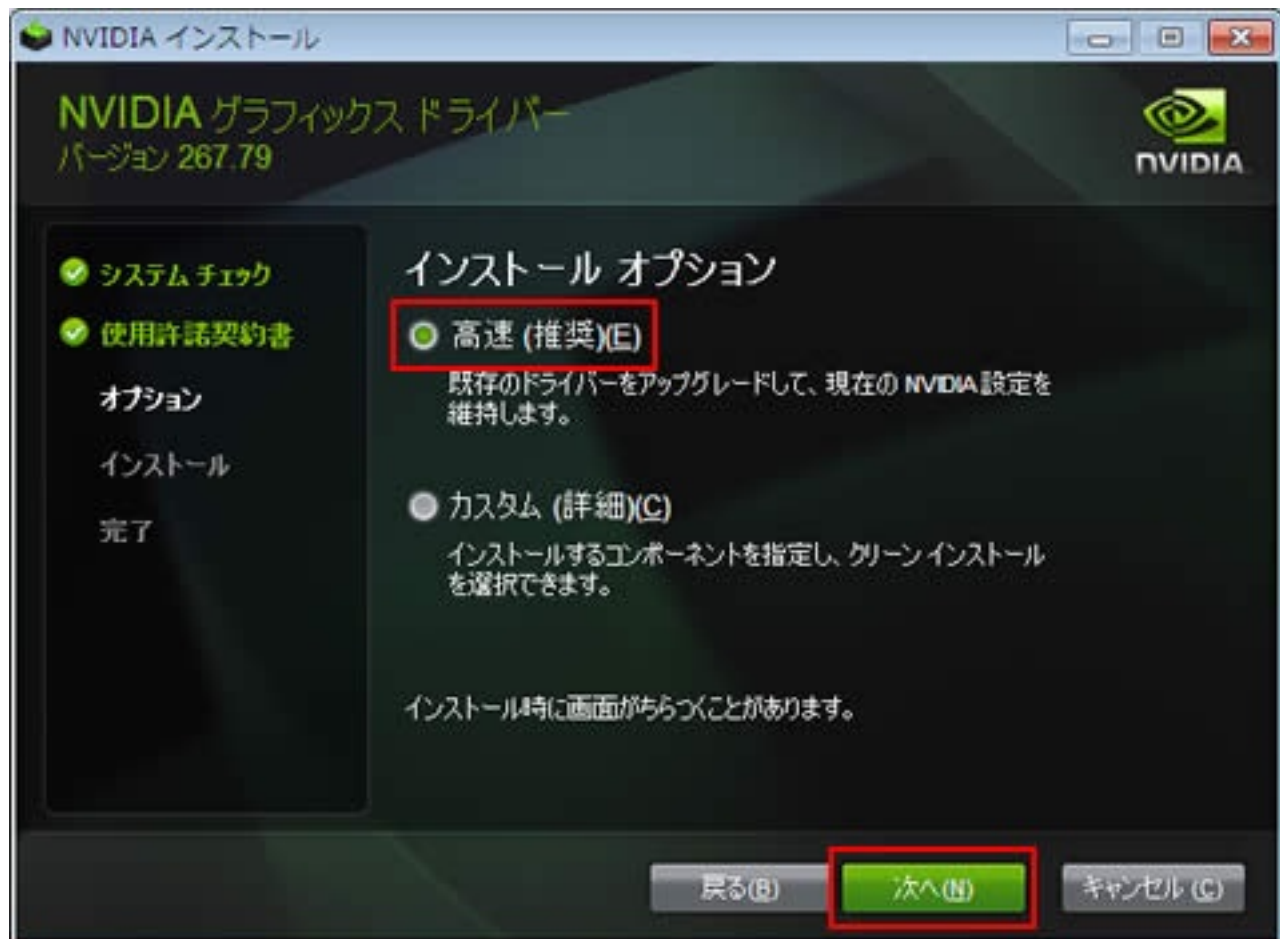 NVIDIA インストール
NVIDIA グラフィックス ドライバー
バージョン 267.79
NVIDIA
システム チェック
使用許諾契約書
オプション
インストール
完了
インストール オプション
高速 (推奨)(E)
既存のドライバーをアップグレードして、現在の NVIDIA 設定を
維持します。
カスタム (詳細)(C)
インストールするコンポーネントを指定し、クリーン インストール
を選択できます。
インストール時に画面がちらつくことがあります。
戻る(B)
次へ(N)
キャンセル (C)